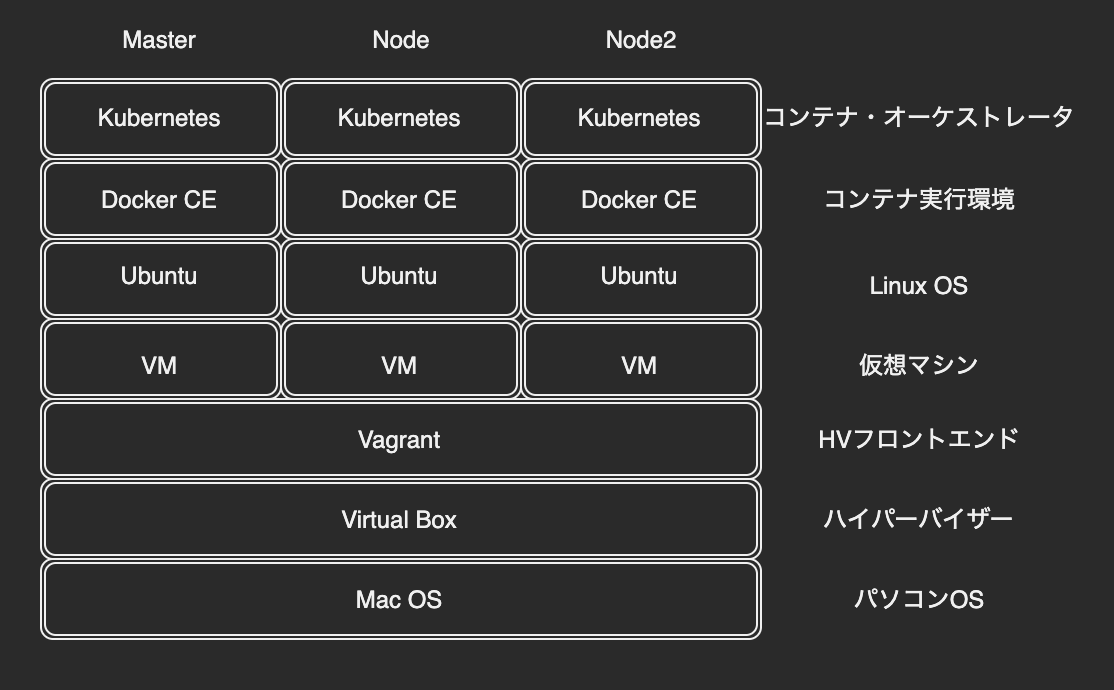 Master Node Node2
Kubernetes Kubernetes Kubernetes コンテナ・オーケストレータ
Docker CE Docker CE Docker CE コンテナ実行環境
Ubuntu Ubuntu Ubuntu Linux OS
VM VM VM 仮想マシン
Vagrant HVフロントエンド
Virtual Box ハイパーバイザー
Mac OS パソコンOS